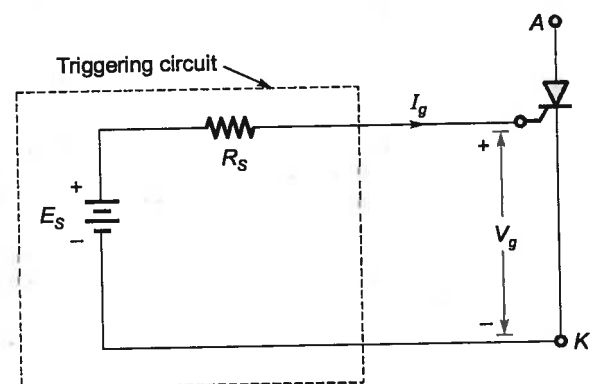 A
Triggering circuit
I_g
+
R_S
+
E_S
V_g
−
−
K